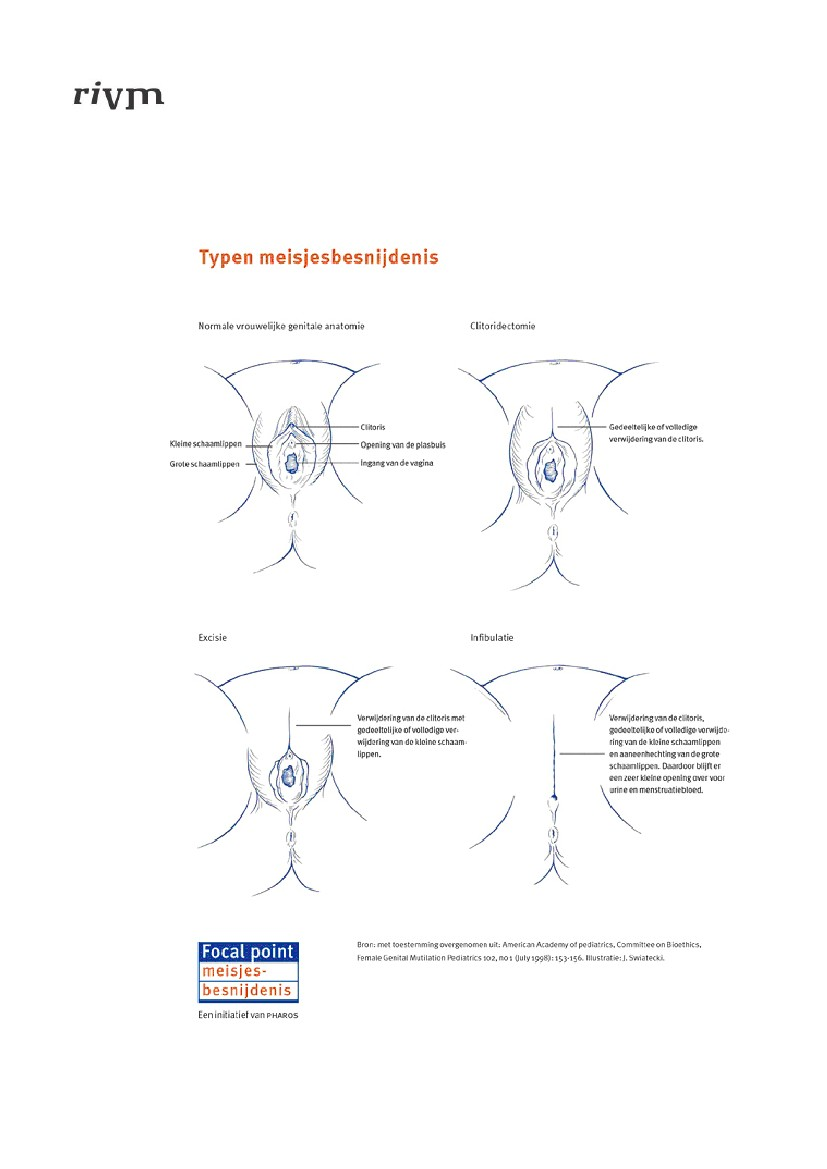 rivm
Typen meisjesbesnijdenis
Normale vrouwelijke genitale anatomie
Clitoridectomie
Clitoris
Kleine schaamlippen
Opening van de plasbuis
Grote schaamlippen
Ingang van de vagina
Gedeeltelijke of volledige
verwijdering van de clitoris.
Excisie
Infibulatie
Verwijdering van de clitoris met
gedeeltelijke of volledige ver-
wijdering van de kleine schaam-
lippen.
Verwijdering van de clitoris,
gedeeltelijke of volledige verwijde-
ring van de kleine schaamlippen
en aaneenhechting van de grote
schaamlippen. Daardoor blijft er
een zeer kleine opening over voor
urine en menstruatiebloed.
Focal point
meisjes-
besnijdenis
Een initiatief van PHAROS
Bron: met toestemming overgenomen uit: American Academy of pediatrics, Committee on Bioethics,
Female Genital Mutilation Pediatrics 102, no 1 (July 1998): 153-156. Illustratie: J. Swiatecki.